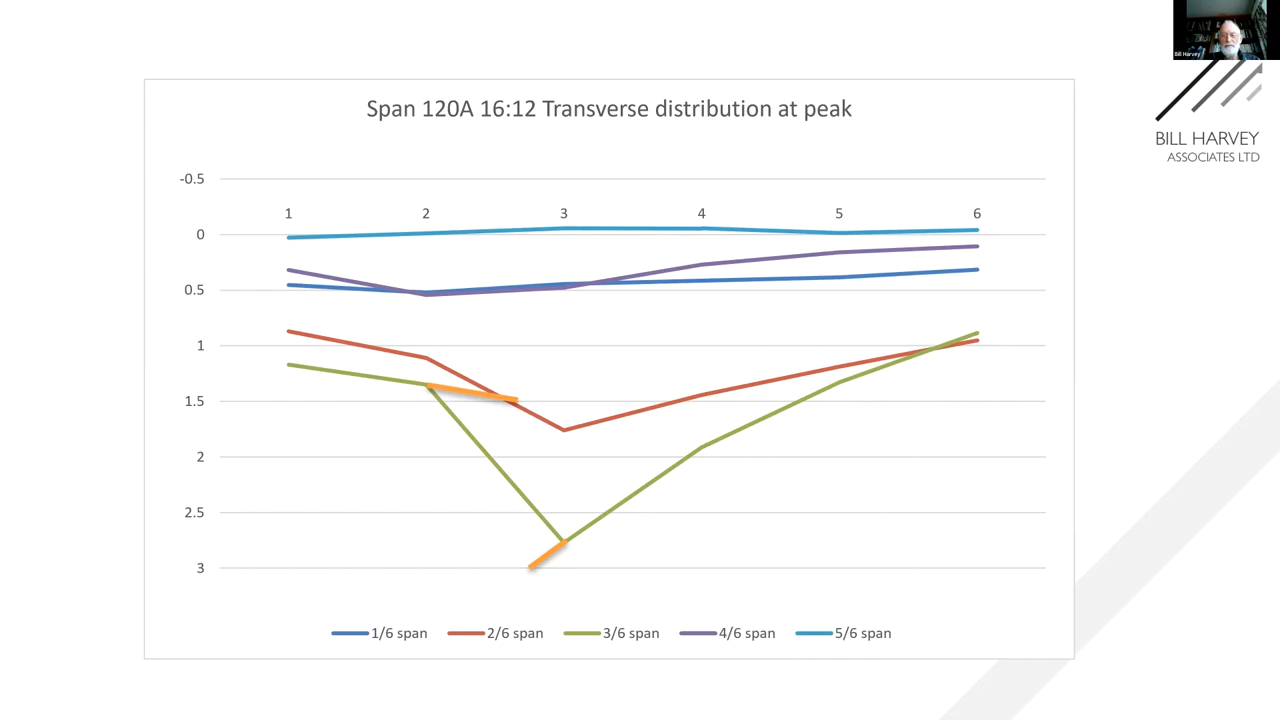 Bill Harvey
BILL HARVEY
ASSOCIATES LTD
Span 120A 16:12 Transverse distribution at peak
-0.5
1 2 3 4 5 6
0
0.5
1
1.5
2
2.5
3
1/6 span 2/6 span 3/6 span 4/6 span 5/6 span